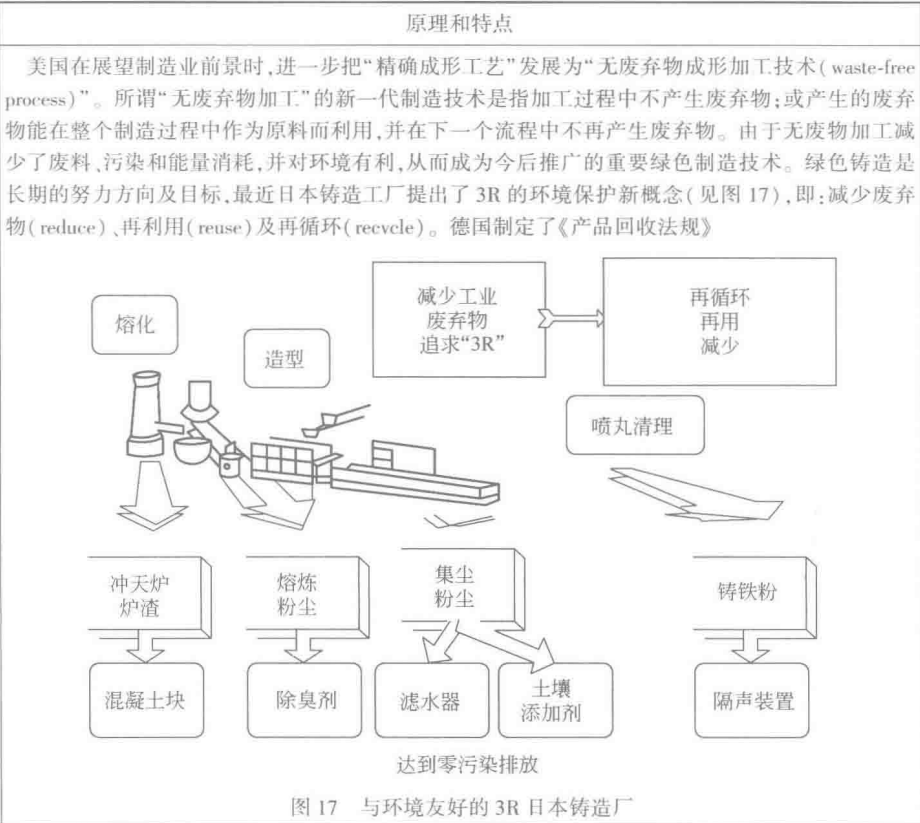 原理和特点
美国在展望制造业前景时,进一步把“精确成形工艺”发展为“无废弃物成形加工技术(waste-free
process)”。所谓“无废弃物加工”的新一代制造技术是指加工过程中不产生废弃物;或产生的废弃
物能在整个制造过程中作为原料而利用,并在下一个流程中不再产生废弃物。由于无废物加工减
少了废料、污染和能量消耗,并对环境有利,从而成为今后推广的重要绿色制造技术。绿色铸造是
长期的努力方向及目标,最近日本铸造工厂提出了 3R 的环境保护新概念(见图 17),即:减少废弃
物(reduce)、再利用(reuse)及再循环(recvcle)。德国制定了《产品回收法规》
减少工业
废弃物
追求“3R”
再循环
再用
减少
熔化
造型
喷丸清理
冲天炉
炉渣
熔炼
粉尘
集尘
粉尘
铸铁粉
混凝土块
除臭剂
滤水器
土壤
添加剂
隔声装置
达到零污染排放
图 17 与环境友好的 3R 日本铸造厂